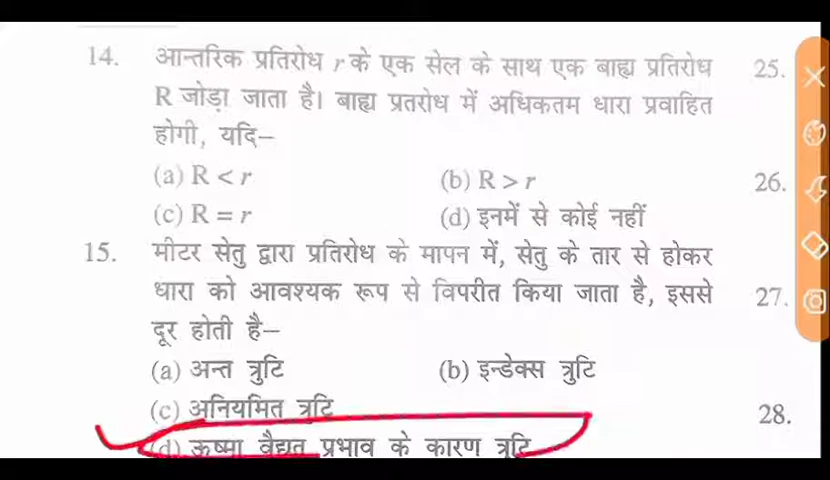 14. आन्तरिक प्रतिरोध r के एक सेल के साथ एक बाह्य प्रतिरोध
R जोड़ा जाता है। बाह्य प्रतरोध में अधिकतम धारा प्रवाहित
होगी, यदि–
(a) R < r (b) R > r
(c) R = r (d) इनमें से कोई नहीं
15. मीटर सेतु द्वारा प्रतिरोध के मापन में, सेतु के तार से होकर
धारा को आवश्यक रूप से विपरीत किया जाता है, इससे
दूर होती है–
(a) अन्त त्रुटि (b) इन्डेक्स त्रुटि
(c) अनियमित त्रुटि
(d) ऊष्मा वैद्युत प्रभाव के कारण त्रुटि
25.
26.
27.
28.